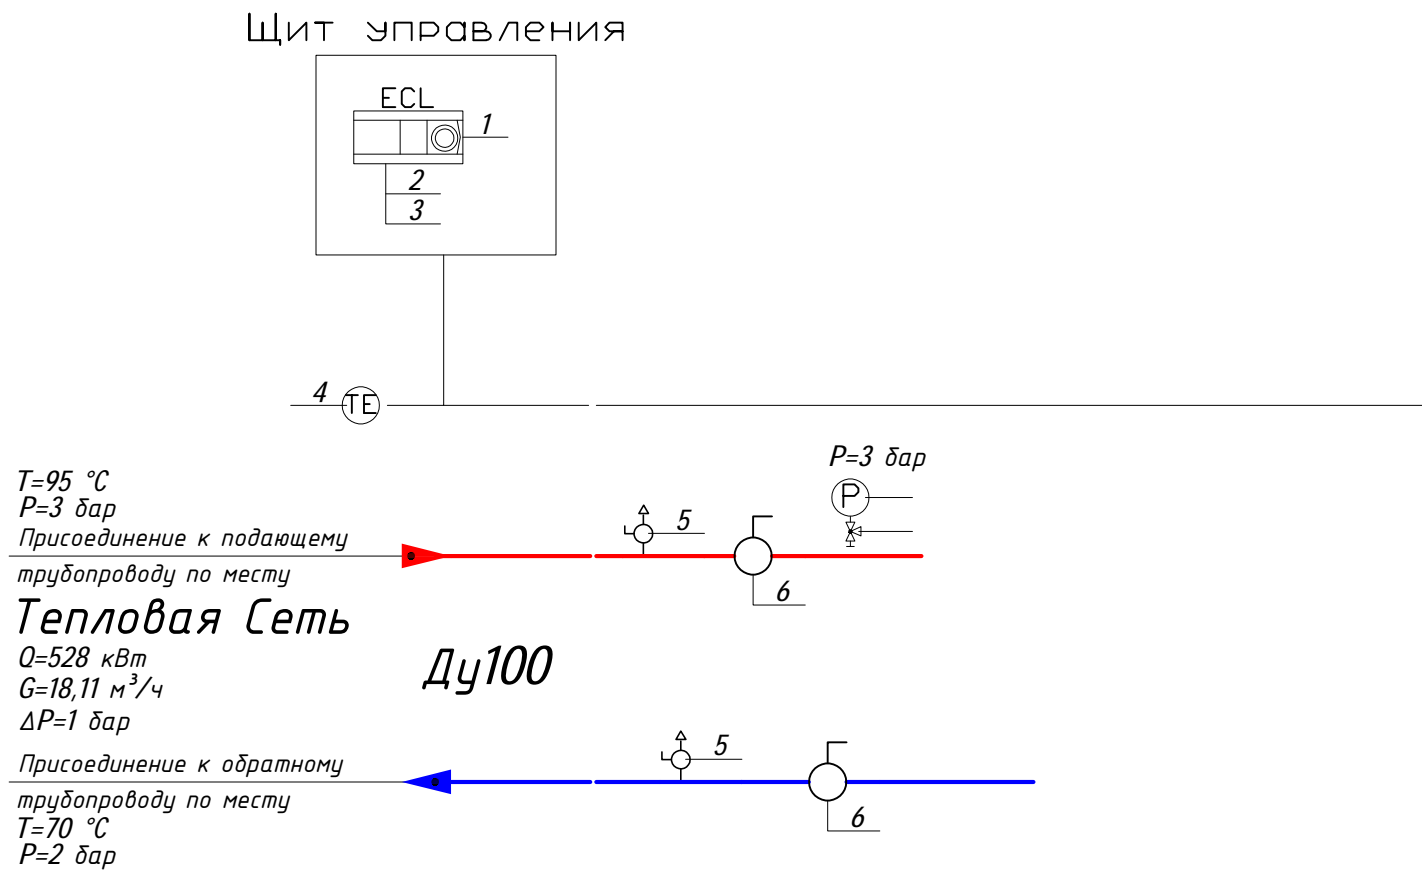 Щит управления
ECL
1
2
3
4
TE
P=3 бар
T=95 °C
P=3 бар
P
Присоединение к подающему
5
трубопроводу по месту
6
Тепловая Сеть
Q=528 кВт
Ду100
G=18,11 м³/ч
ΔP=1 бар
Присоединение к обратному
5
трубопроводу по месту
6
T=70 °C
P=2 бар